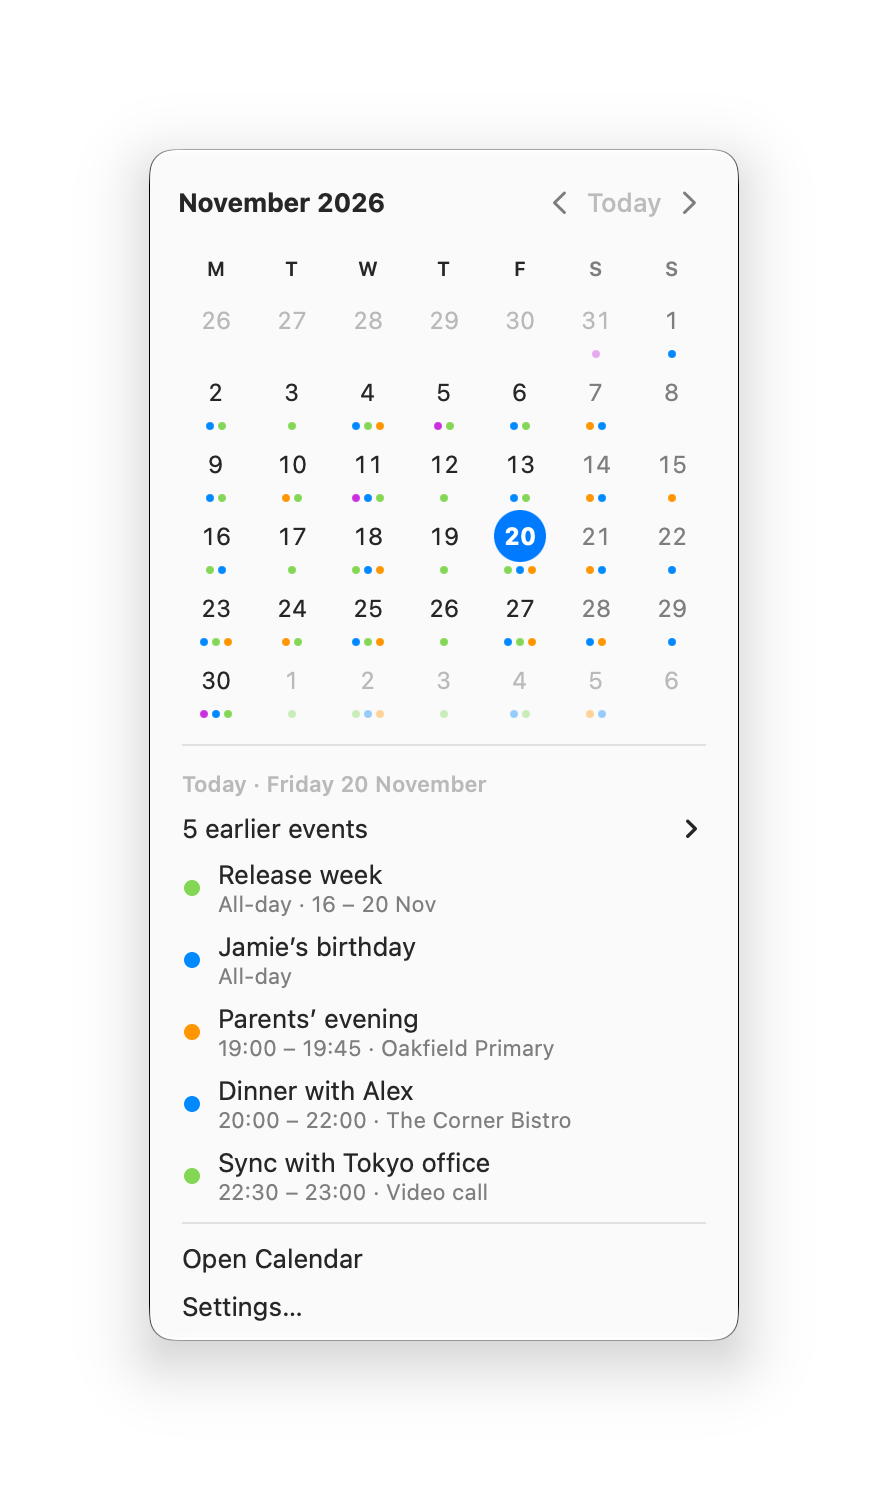 November 2026 Today
M T W T F S S
26 27 28 29 30 31 1
2 3 4 5 6 7 8
9 10 11 12 13 14 15
16 17 18 19 20 21 22
23 24 25 26 27 28 29
30 1 2 3 4 5 6
Today · Friday 20 November
5 earlier events
Release week
All-day · 16 – 20 Nov
Jamie’s birthday
All-day
Parents’ evening
19:00 – 19:45 · Oakfield Primary
Dinner with Alex
20:00 – 22:00 · The Corner Bistro
Sync with Tokyo office
22:30 – 23:00 · Video call
Open Calendar
Settings...